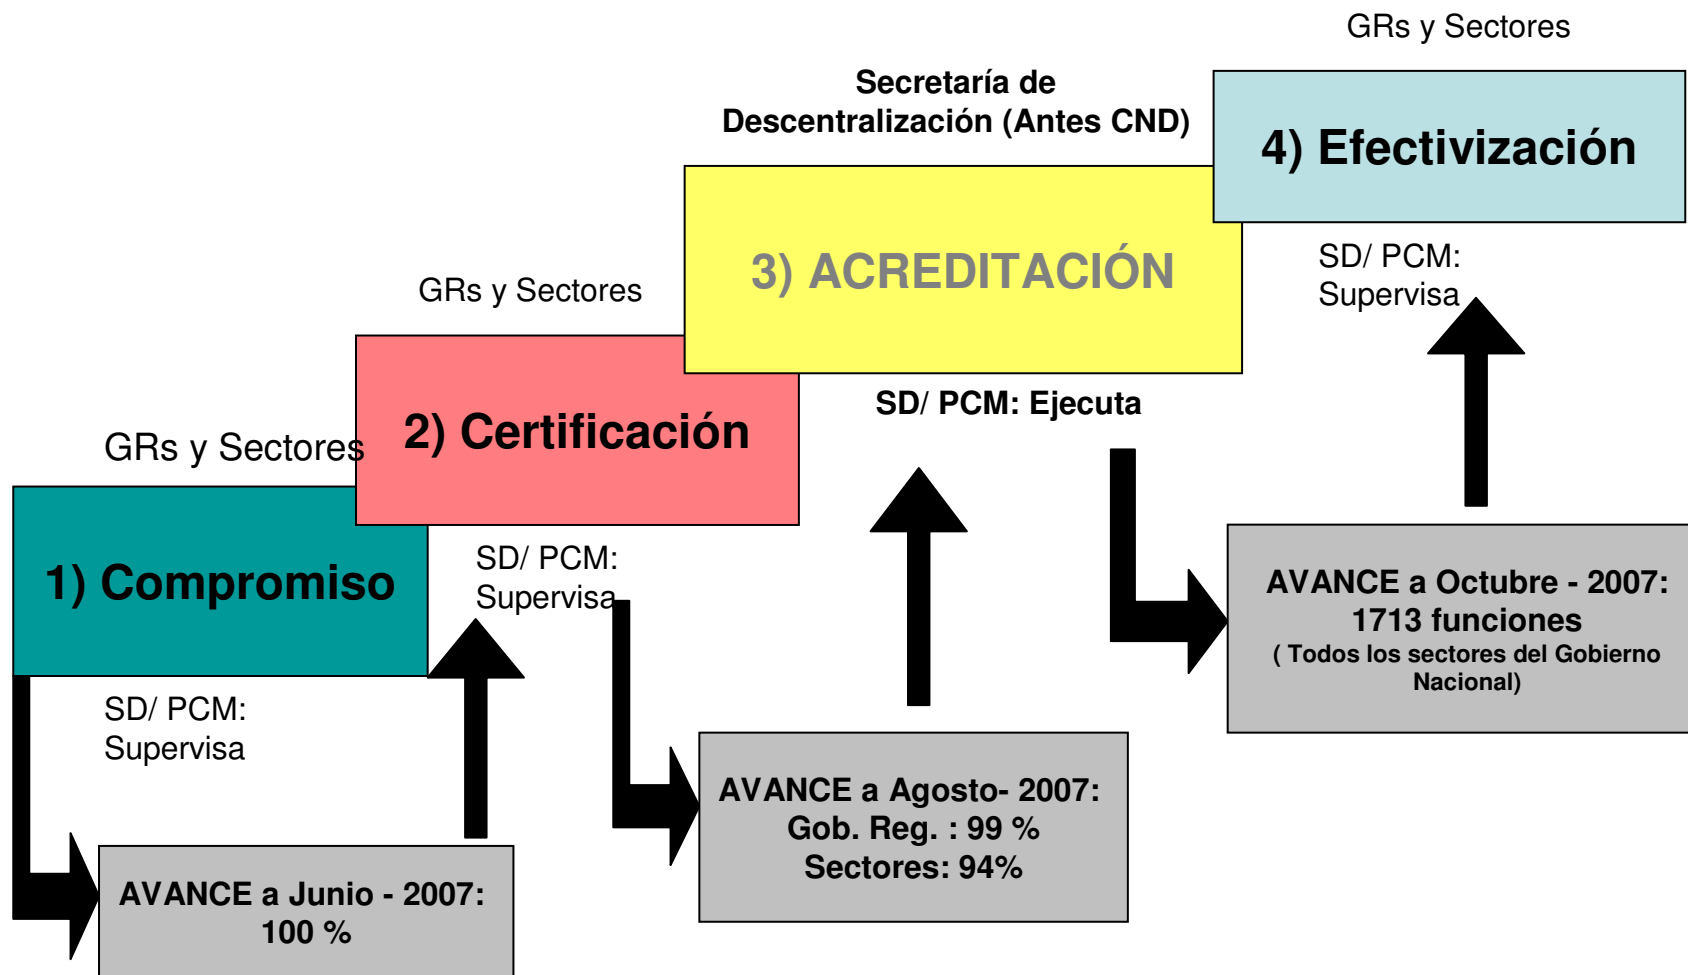 GRs y Sectores
Secretaría de
Descentralización (Antes CND)
4) Efectivización
3) ACREDITACIÓN
SD/ PCM:
Supervisa
GRs y Sectores
SD/ PCM: Ejecuta
2) Certificación
GRs y Sectores
1) Compromiso
SD/ PCM:
Supervisa
AVANCE a Octubre - 2007:
1713 funciones
( Todos los sectores del Gobierno
Nacional)
SD/ PCM:
Supervisa
AVANCE a Agosto- 2007:
Gob. Reg. : 99 %
Sectores: 94%
AVANCE a Junio - 2007:
100 %